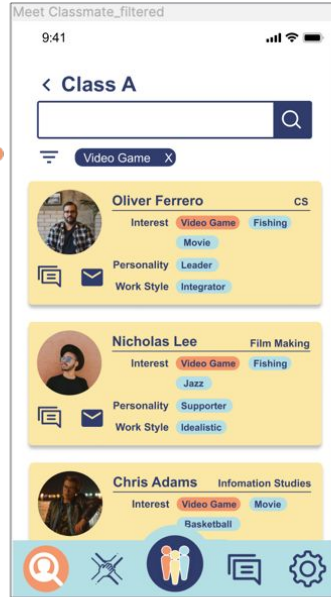 Meet Classmate_filtered
9:41
< Class A
Video Game X
Oliver Ferrero CS
Interest Video Game Fishing
Movie
Personality Leader
Work Style Integrator
Nicholas Lee Film Making
Interest Video Game Fishing
Jazz
Personality Supporter
Work Style Idealistic
Chris Adams Infomation Studies
Interest Video Game Movie
Basketball